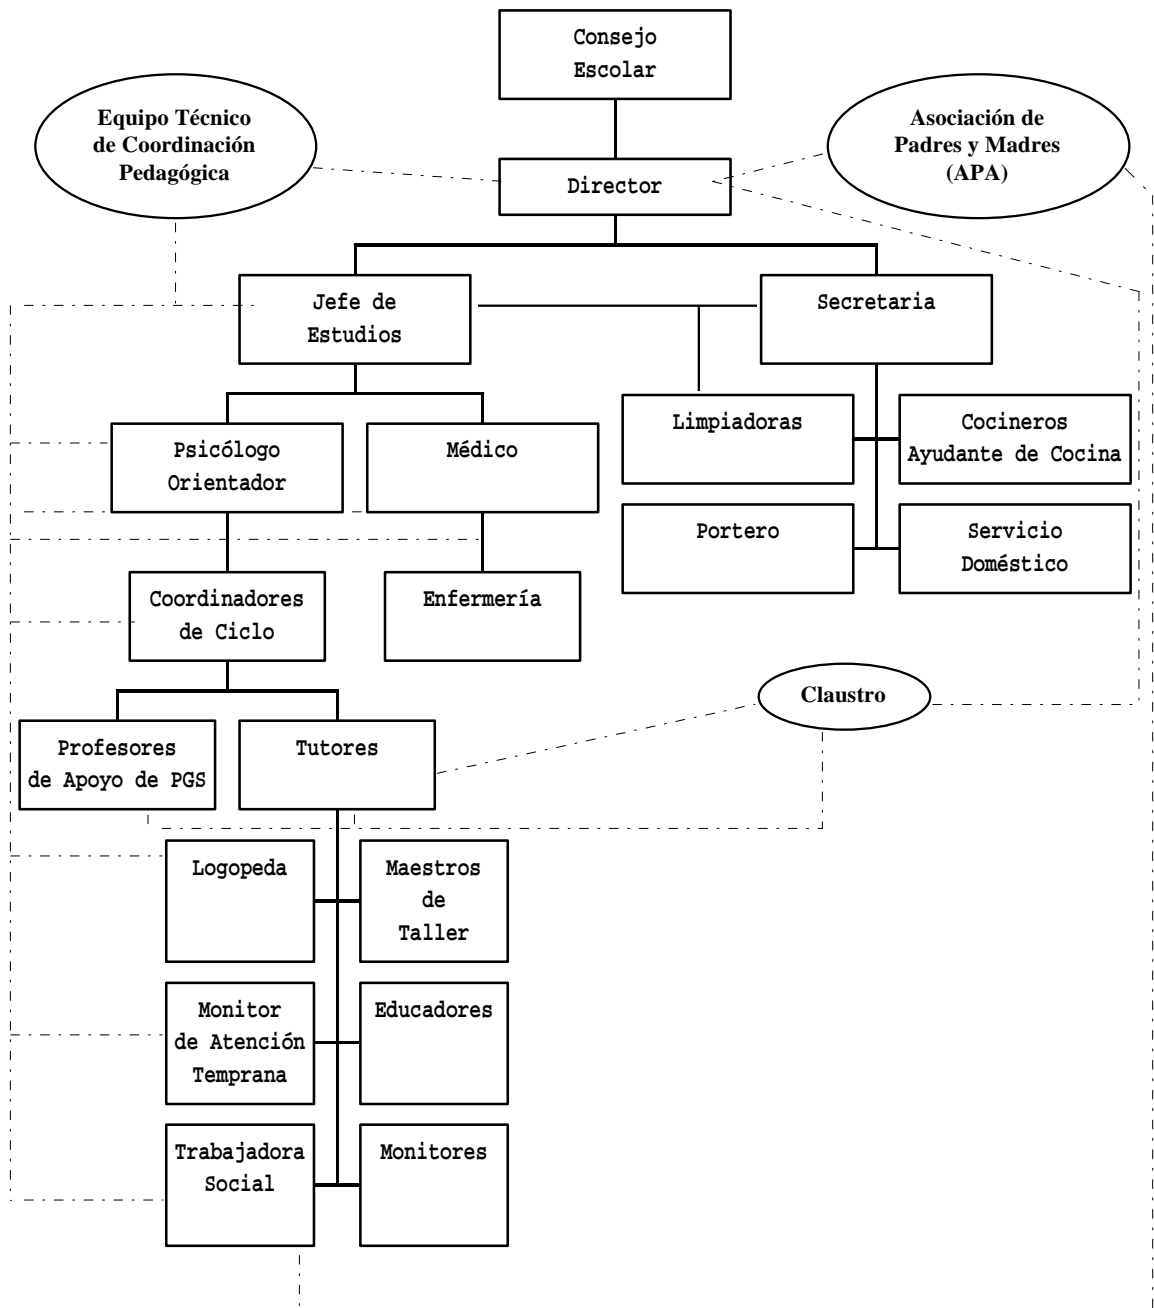 Consejo
Escolar
Equipo Técnico
de Coordinación
Pedagógica
Asociación de
Padres y Madres
(APA)
Director
Jefe de
Estudios
Secretaria
Psicólogo
Orientador
Médico
Limpiadoras
Cocineros
Ayudante de Cocina
Portero
Servicio
Doméstico
Coordinadores
de Ciclo
Enfermería
Claustro
Profesores
de Apoyo de PGS
Tutores
Logopeda
Maestros
de
Taller
Monitor
de Atención
Temprana
Educadores
Trabajadora
Social
Monitores